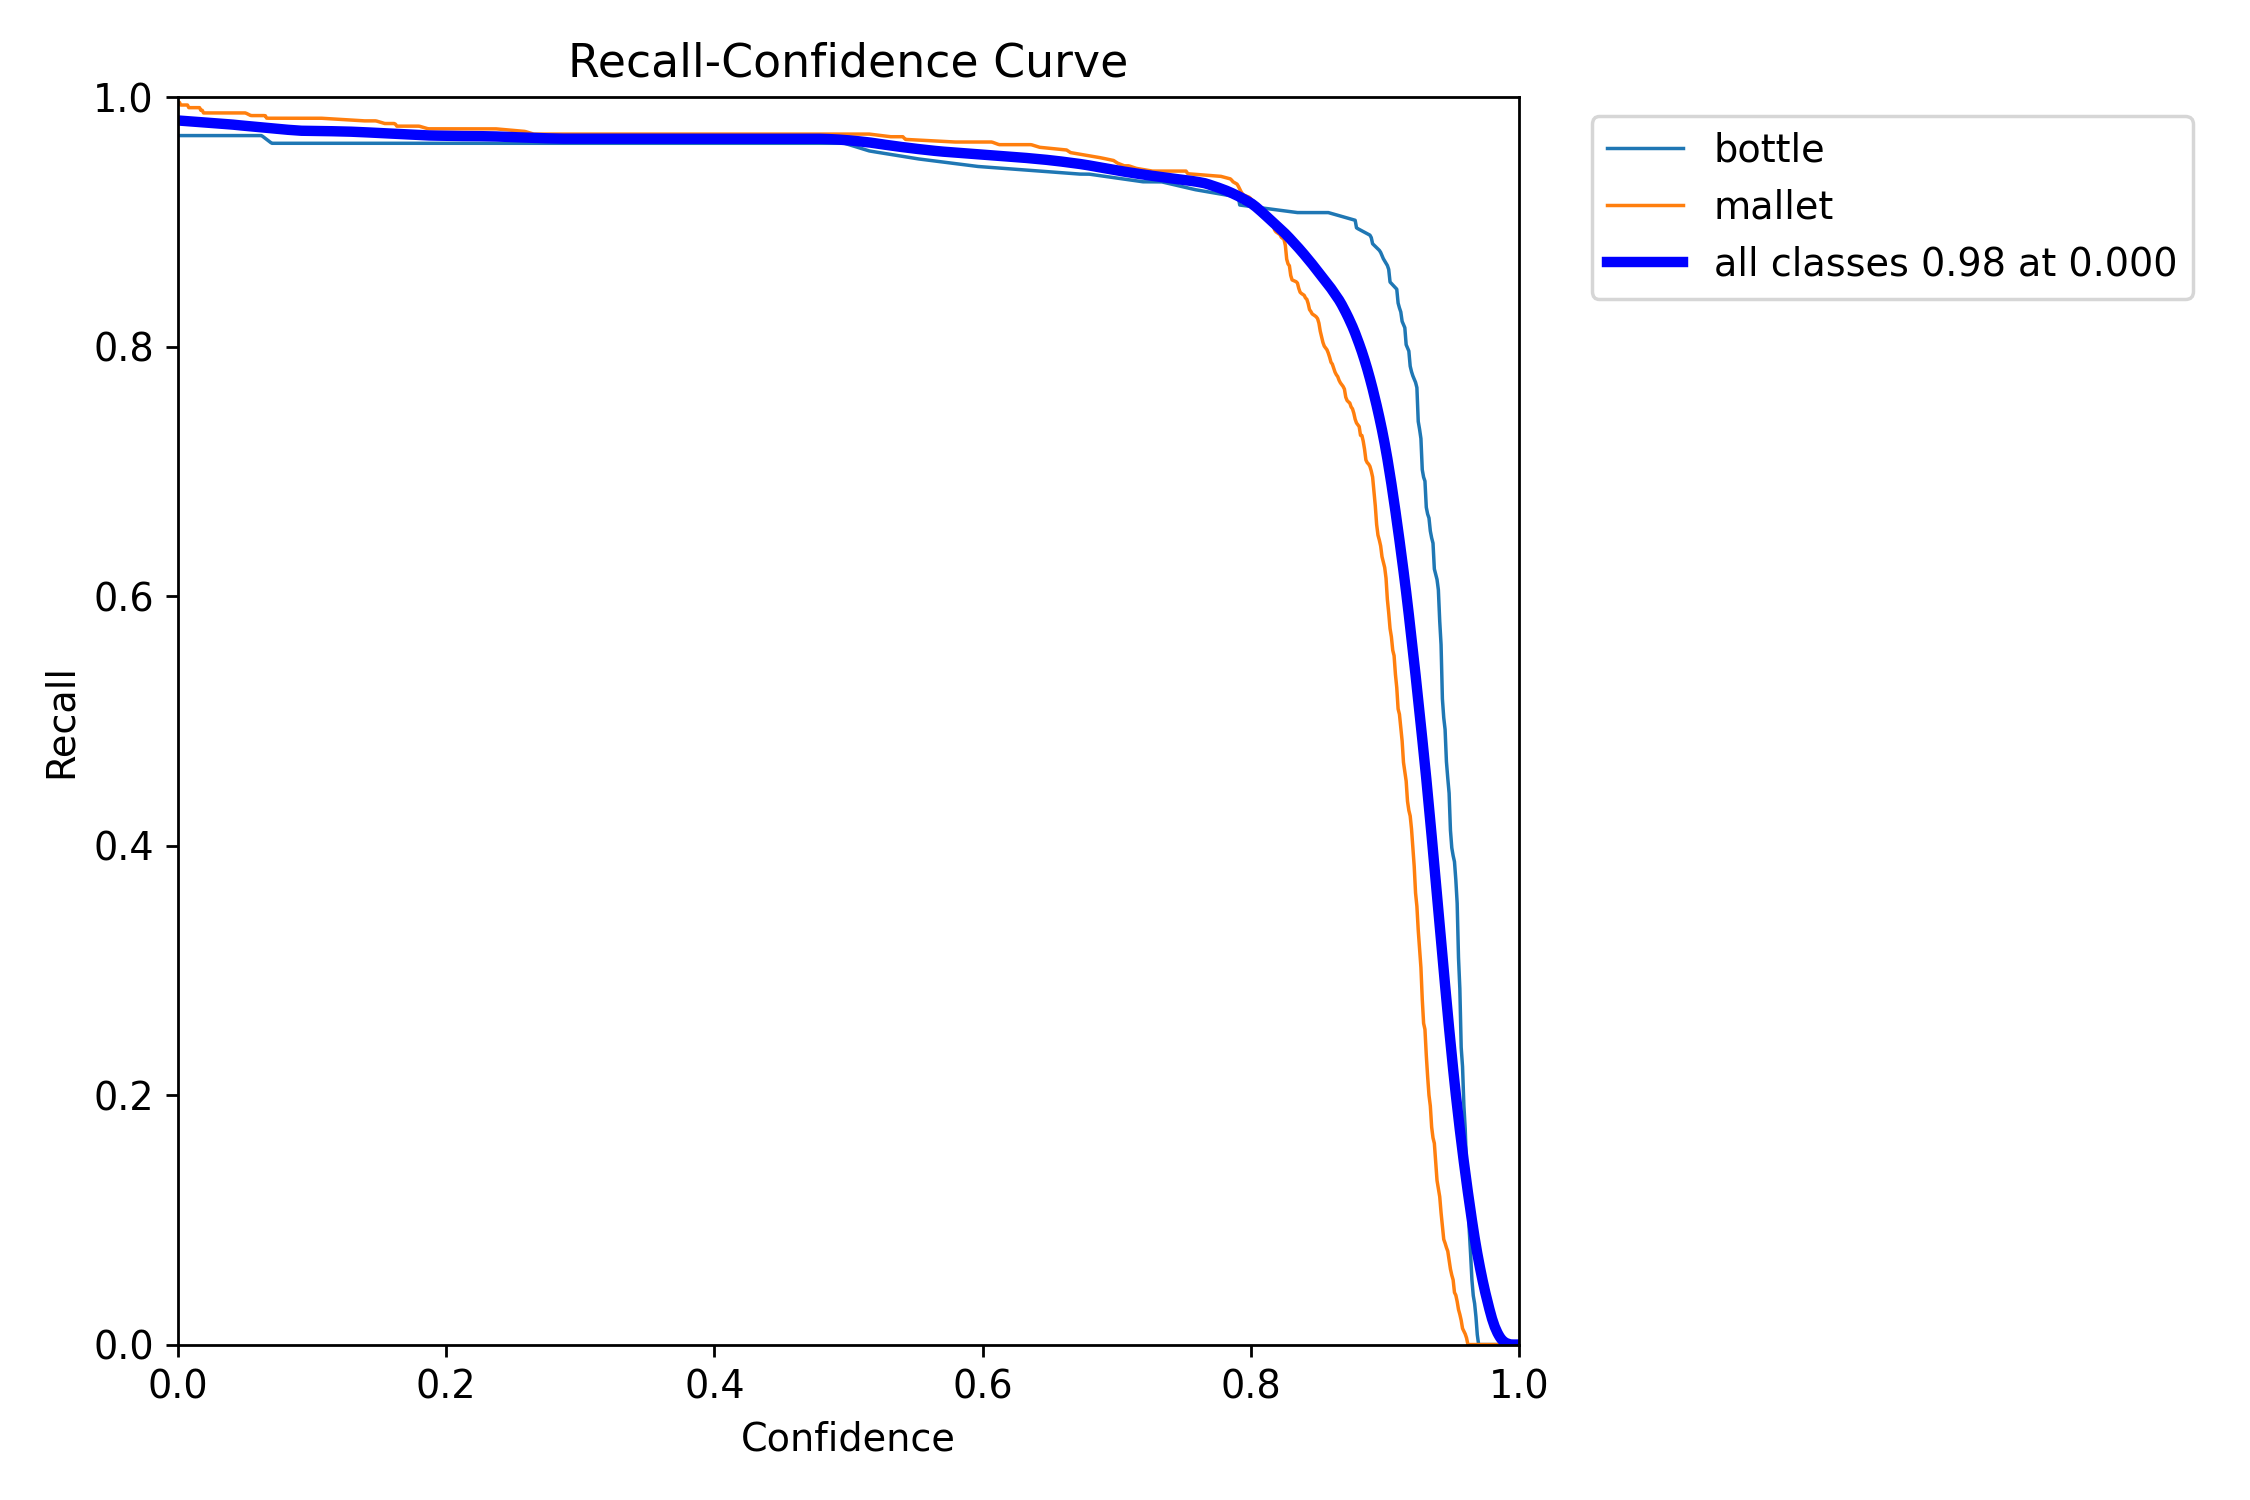 Recall-Confidence Curve
1.0
0.8
0.6
0.4
0.2
0.0
Recall
0.0 0.2 0.4 0.6 0.8 1.0
Confidence
bottle
mallet
all classes 0.98 at 0.000